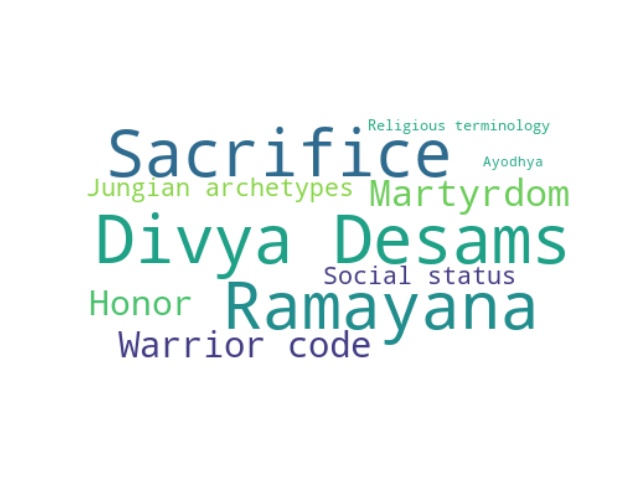 Religious terminology
Sacrifice
Ayodhya
Jungian archetypes
Martyrdom
Divya Desams
Social status
Honor
Ramayana
Warrior code